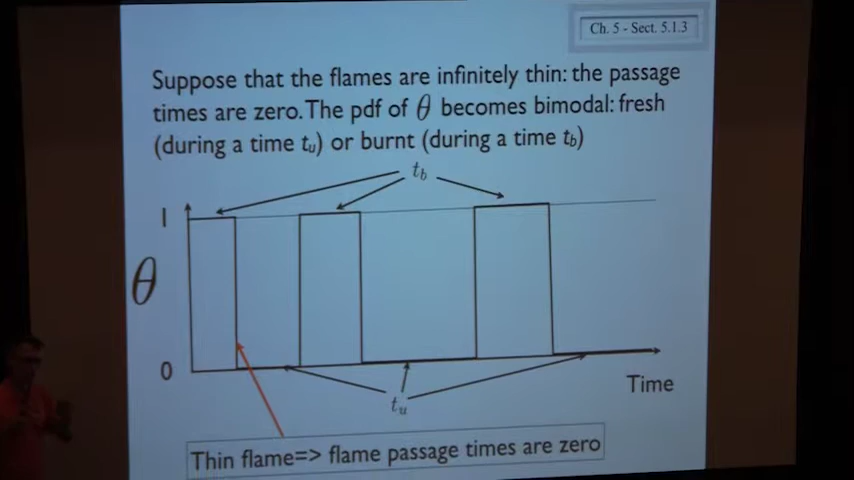 Ch. 5 - Sect. 5.1.3
Suppose that the flames are infinitely thin: the passage
times are zero. The pdf of θ becomes bimodal: fresh
(during a time tu) or burnt (during a time tb)
tb
1
θ
0
Time
tu
Thin flame=> flame passage times are zero